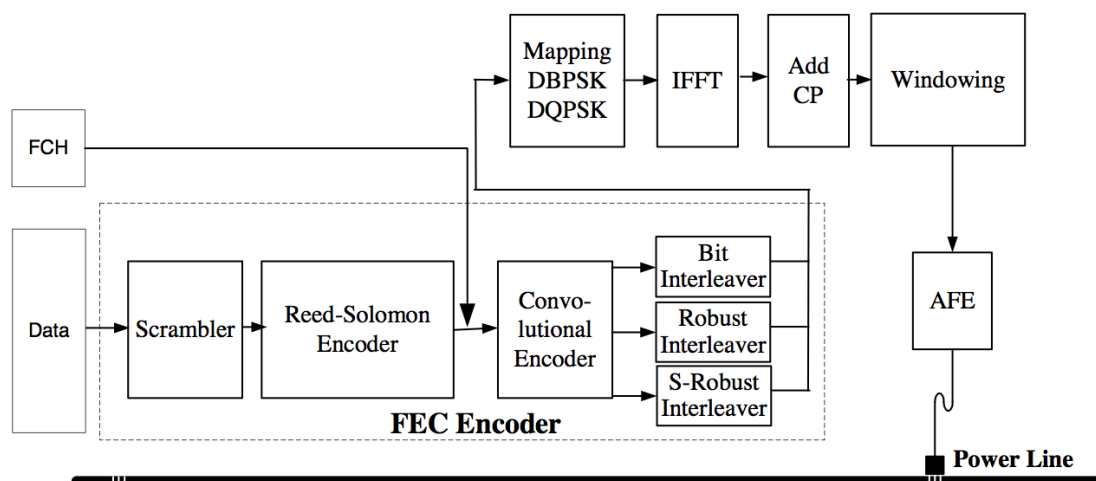 Mapping
DBPSK
DQPSK
IFFT
Add
CP
Windowing
FCH
Data
Scrambler
Reed-Solomon
Encoder
Convo-
lutional
Encoder
Bit
Interleaver
Robust
Interleaver
S-Robust
Interleaver
FEC Encoder
AFE
Power Line